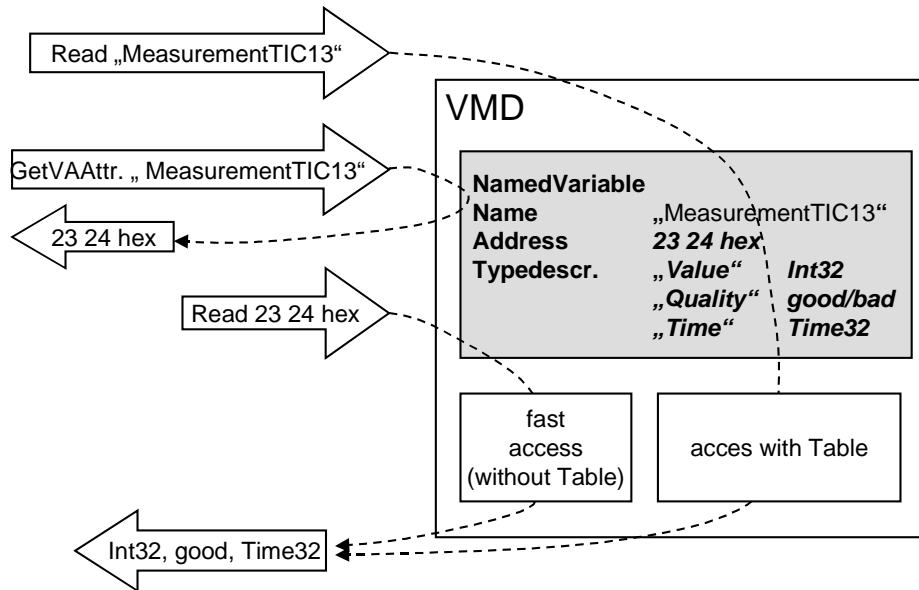 Read „MeasurementTIC13“
VMD
GetVAAttr. „ MeasurementTIC13“
23 24 hex
NamedVariable
Name „MeasurementTIC13“
Address 23 24 hex
Typedescr. „Value“ Int32
„Quality“ good/bad
„Time“ Time32
Read 23 24 hex
fast
access
(without Table)
acces with Table
Int32, good, Time32